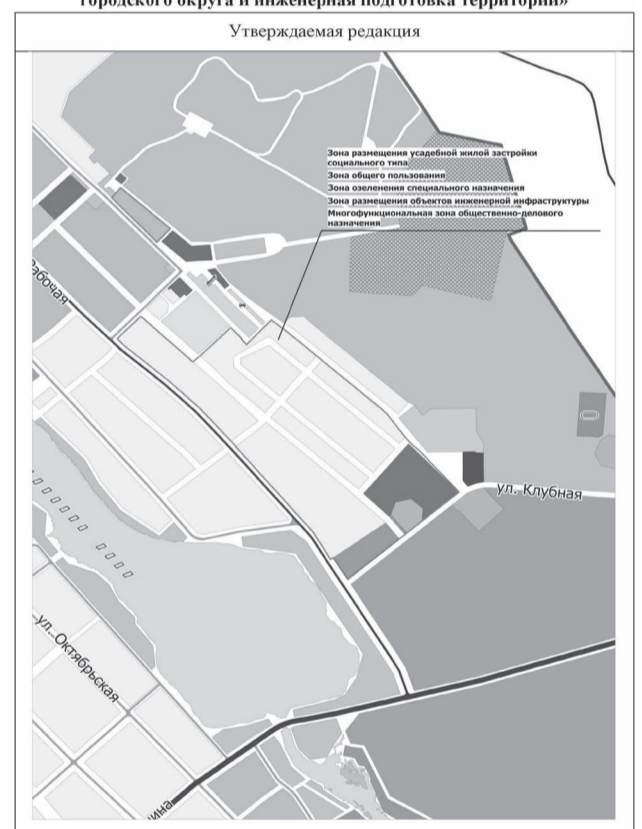 городского округа и инженерная подготовка территории»
Утверждаемая редакция
Зона размещения усадебной жилой застройки
социального типа
Зона общего пользования
Зона озеленения специального назначения
Зона размещения объектов инженерной инфраструктуры
Многофункциональная зона общественно-делового
назначения
Рабочая
ул. Клубная
ул. Октябрьская